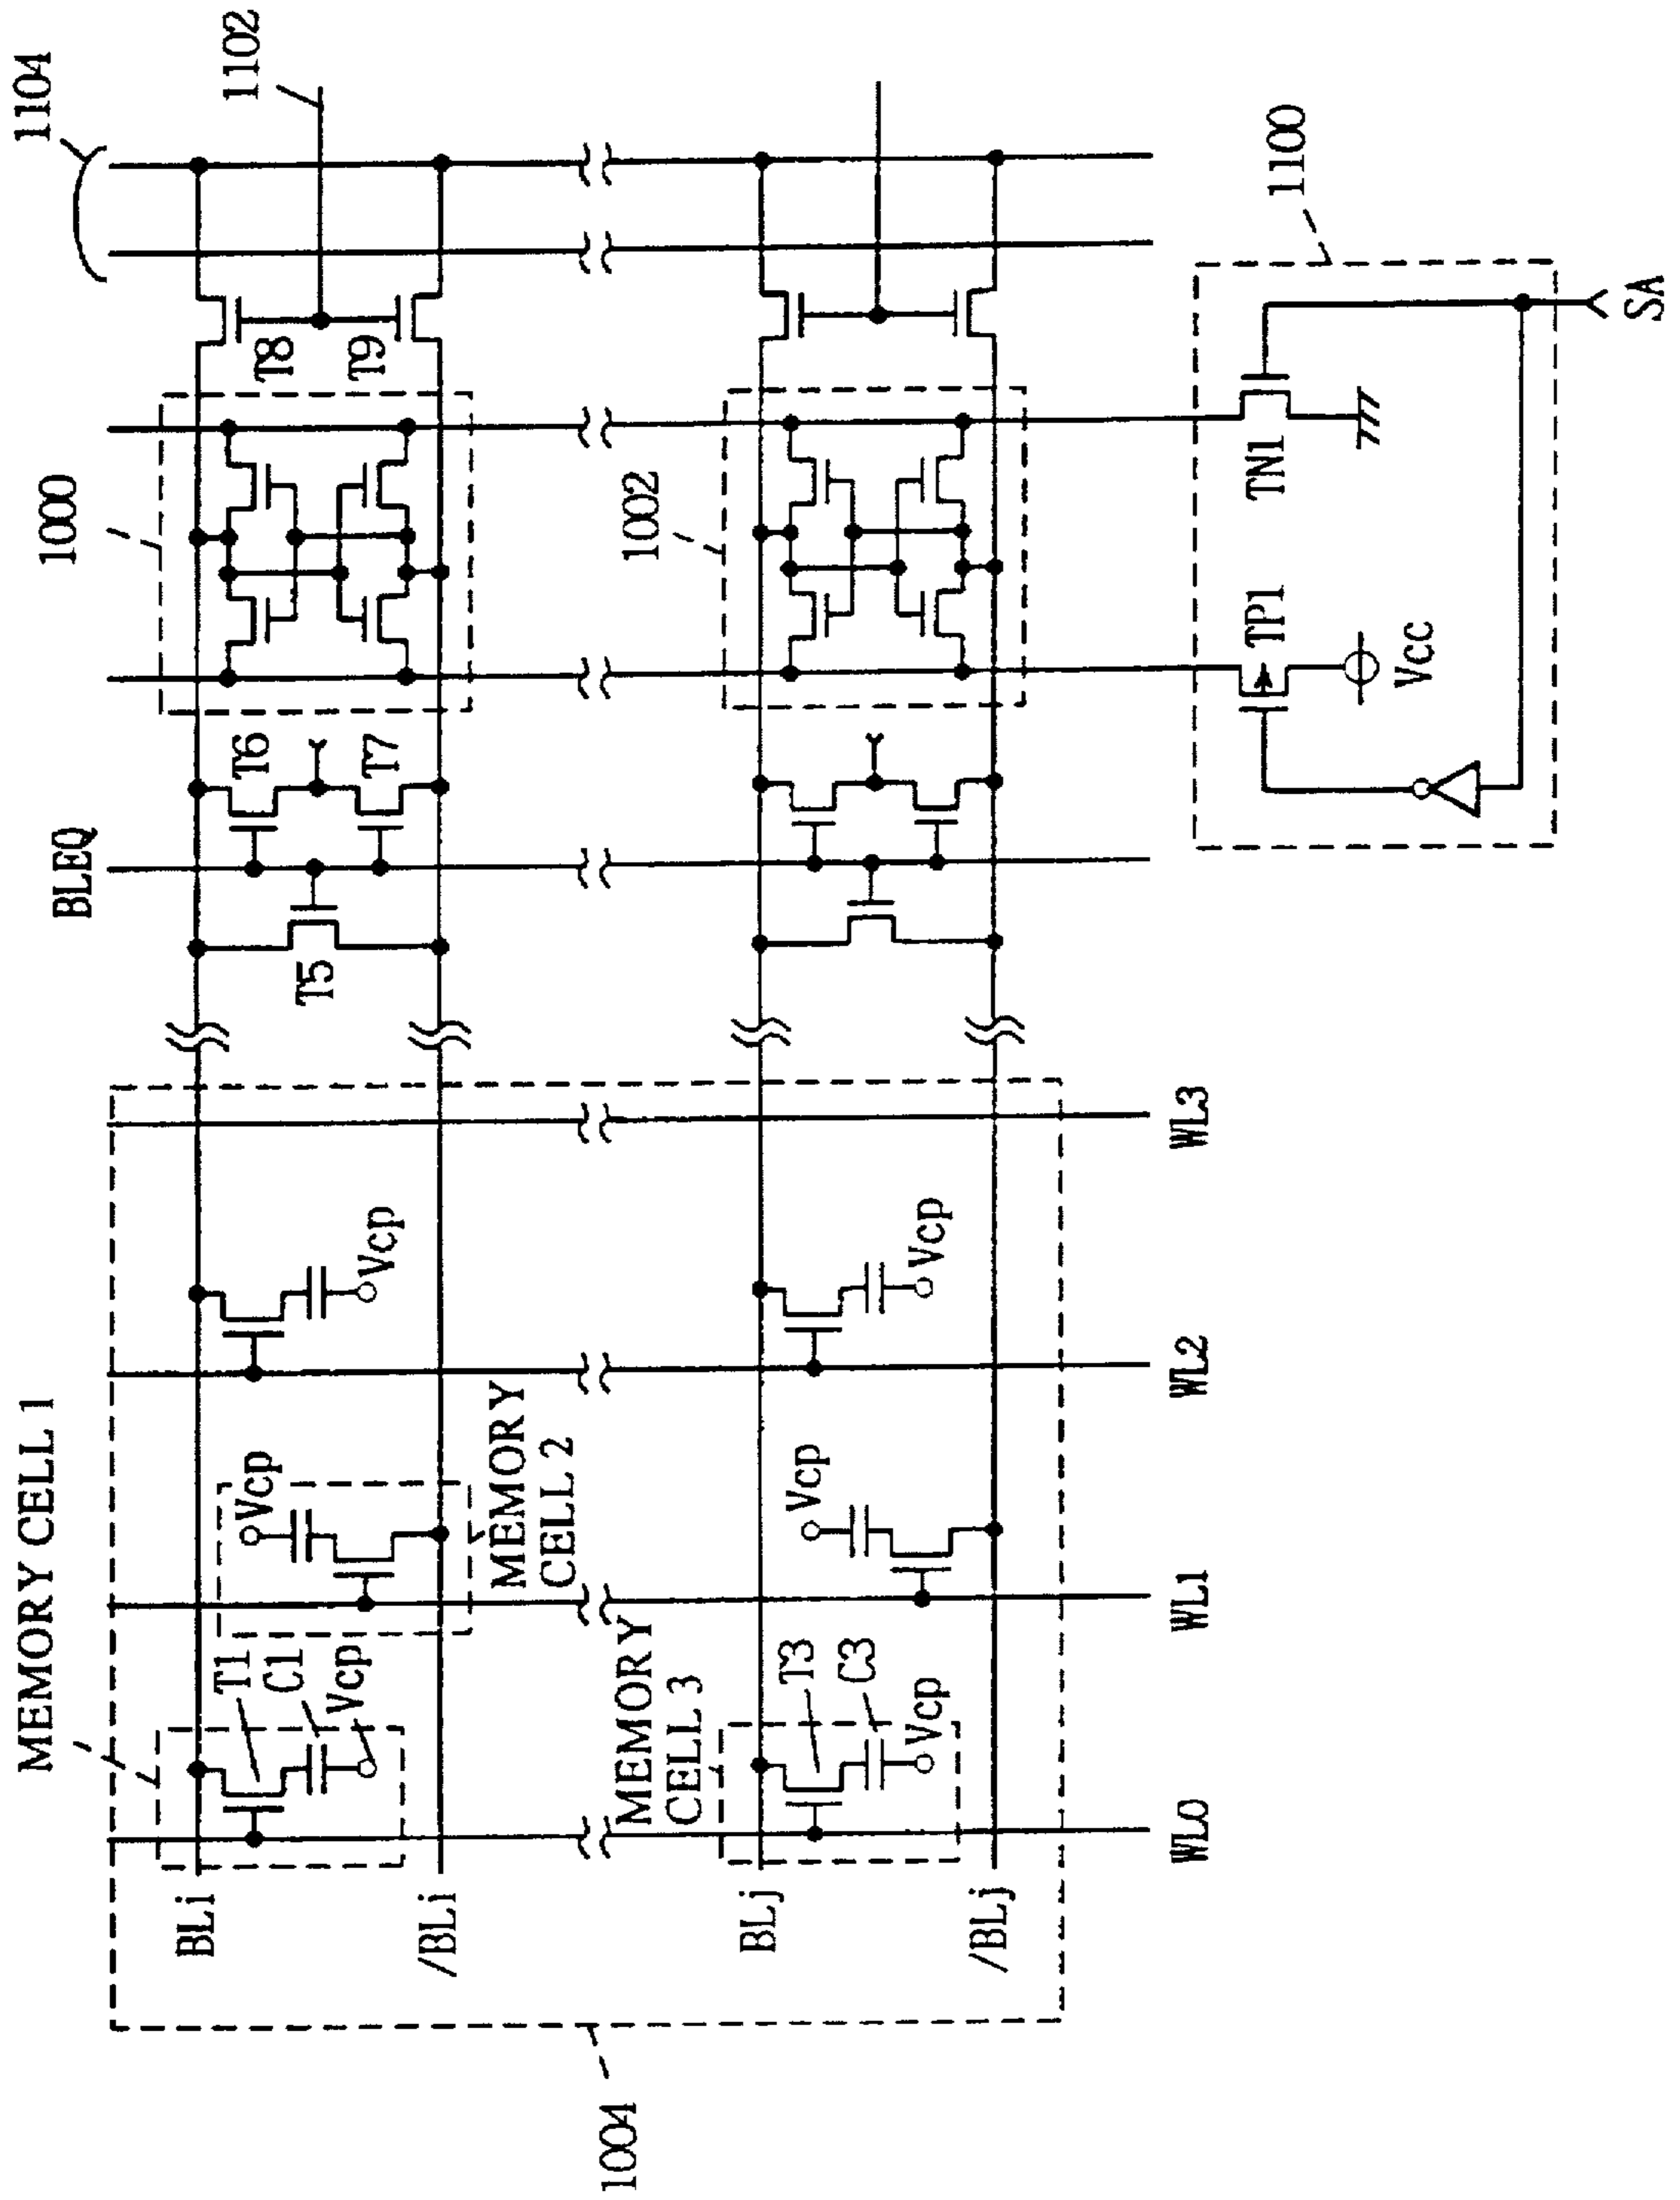 MEMORY CELL 1
BLEQ
1000
1104
1102
BLi
T1
C1
Vcp
Vcp
Vcp
T6
T7
T5
T8
T9
/BLi
MEMORY
CELL 2
MEMORY
CELL 3
1002
BLj
T3
C3
Vcp
Vcp
Vcp
/BLj
1004
WL0
WL1
WL2
WL3
1100
TP1
TN1
Vcc
SA